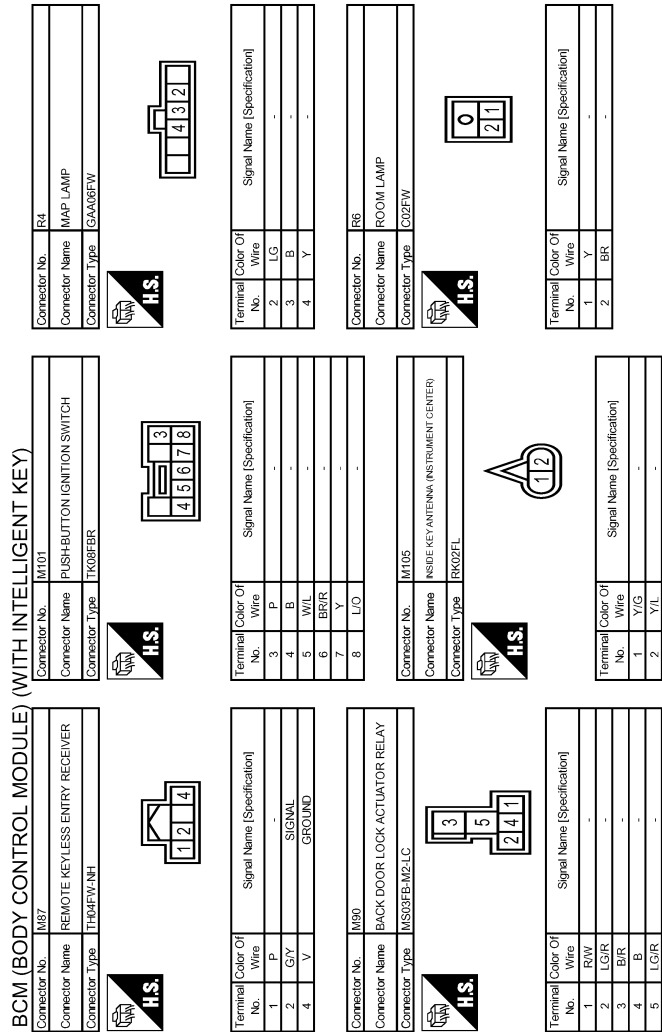 BCM (BODY CONTROL MODULE) (WITH INTELLIGENT KEY)
Connector No. M87
Connector Name REMOTE KEYLESS ENTRY RECEIVER
Connector Type TH04FW-NH
H.S.
1 2 4
Terminal No. Color Of Wire Signal Name [Specification]
1 P -
2 G/Y SIGNAL
4 V GROUND
Connector No. M101
Connector Name PUSH-BUTTON IGNITION SWITCH
Connector Type TK08FBR
H.S.
3
4 5 6 7 8
Terminal No. Color Of Wire Signal Name [Specification]
3 P -
4 B -
5 W/L -
6 BR/R -
7 Y -
8 L/O -
Connector No. R4
Connector Name MAP LAMP
Connector Type GAA06FW
H.S.
4 3 2
Terminal No. Color Of Wire Signal Name [Specification]
2 LG -
3 B -
4 Y -
Connector No. M90
Connector Name BACK DOOR LOCK ACTUATOR RELAY
Connector Type MS03FB-M2-LC
H.S.
3
5
2 4 1
Terminal No. Color Of Wire Signal Name [Specification]
1 R/W -
2 LG/R -
3 B/R -
4 B -
5 LG/R -
Connector No. M105
Connector Name INSIDE KEY ANTENNA (INSTRUMENT CENTER)
Connector Type RK02FL
H.S.
1 2
Terminal No. Color Of Wire Signal Name [Specification]
1 Y/G -
2 Y/L -
Connector No. R6
Connector Name ROOM LAMP
Connector Type C02FW
H.S.
2 1
Terminal No. Color Of Wire Signal Name [Specification]
1 Y -
2 BR -